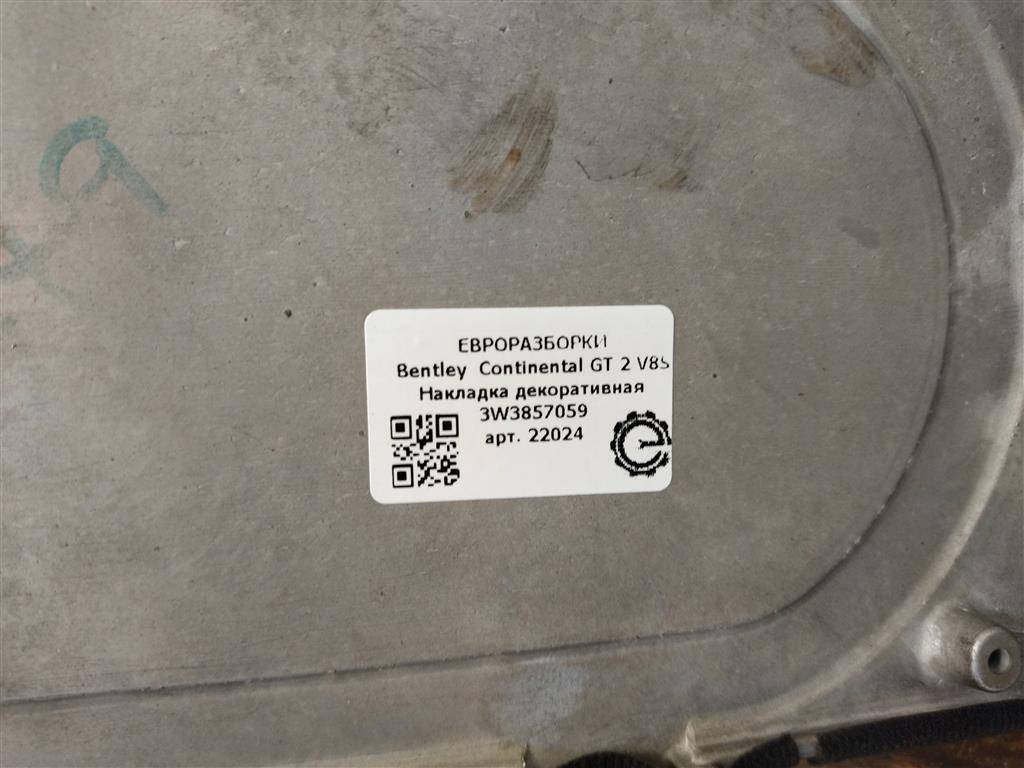 ЕВРОРАЗБОРКИ
Bentley Continental GT 2 V8S
Накладка декоративная
3W3857059
арт. 22024